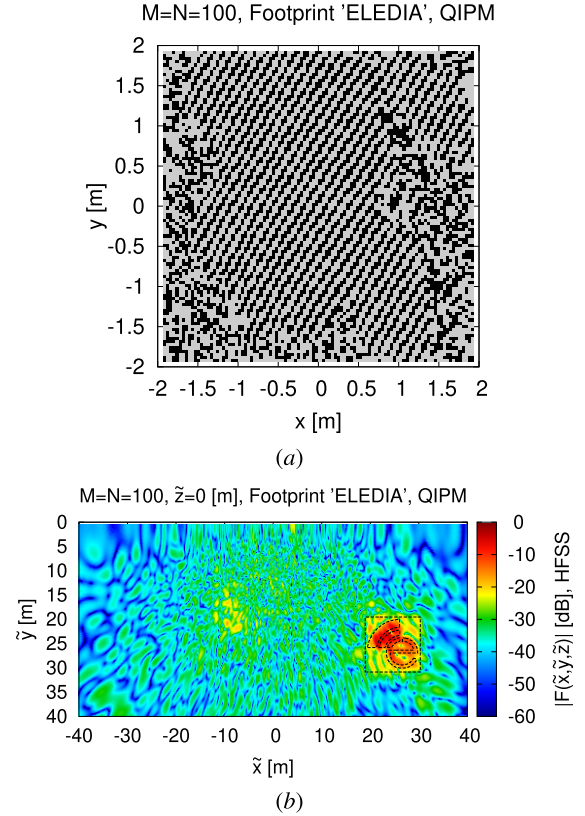 M=N=100, Footprint 'ELEDIA', QIPM
2
1.5
1
0.5
0
-0.5
-1
-1.5
-2
y [m]
-2 -1.5 -1 -0.5 0 0.5 1 1.5 2
x [m]
(a)
M=N=100, z̃=0 [m], Footprint 'ELEDIA', QIPM
0
5
10
15
20
25
30
35
40
ỹ [m]
-40 -30 -20 -10 0 10 20 30 40
x̃ [m]
0
-10
-20
-30
-40
-50
-60
|F(x̃,ỹ,z̃)| [dB], HFSS
(b)